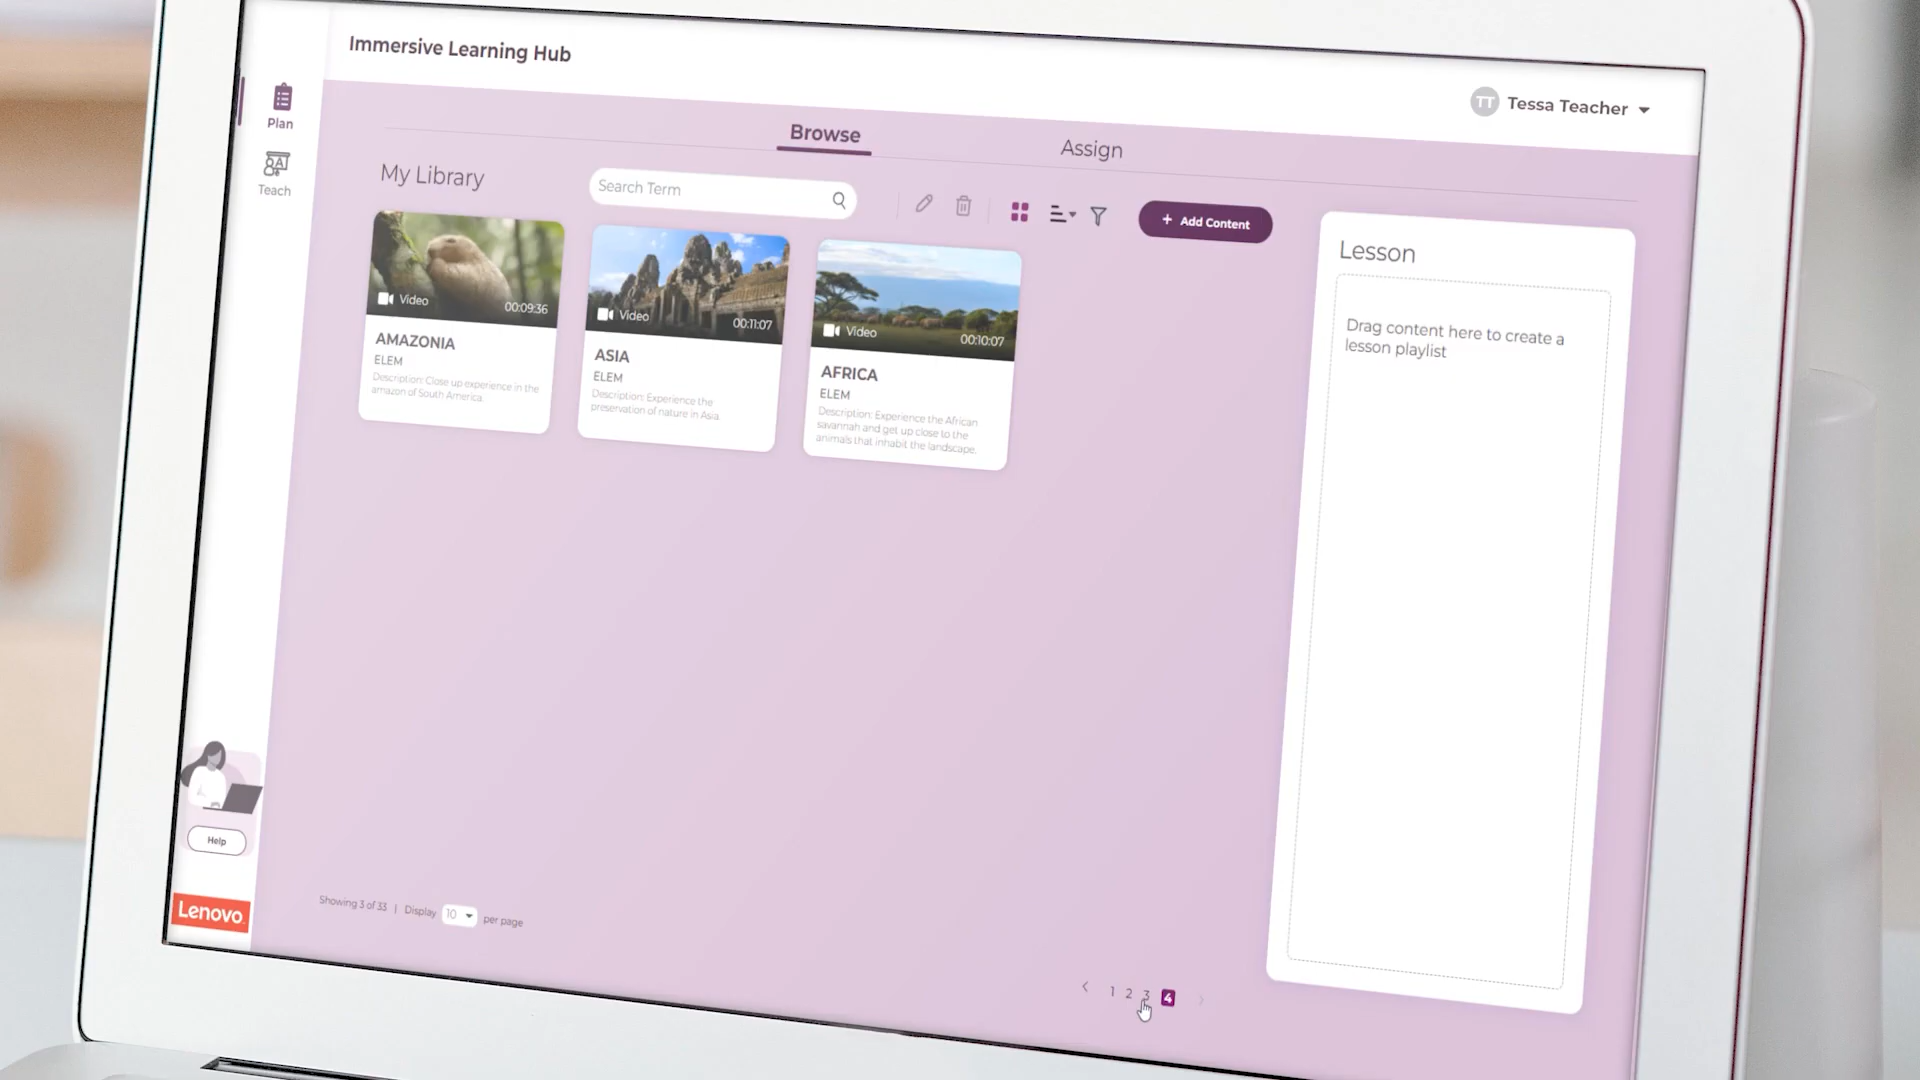 Immersive Learning Hub
TT Tessa Teacher
Plan
Teach
Browse
Assign
My Library
Search Term
+ Add Content
Video 00:09:36
AMAZONIA
ELEM
Description: Close up experience in the
amazon of South America.
Video 00:11:07
ASIA
ELEM
Description: Experience the
preservation of nature in Asia.
Video 00:10:07
AFRICA
ELEM
Description: Experience the African
savannah and get up close to the
animals that inhabit the landscape.
Lesson
Drag content here to create a
lesson playlist
Help
Lenovo
Showing 3 of 33 | Display 10 per page
< 1 2 3 4 >